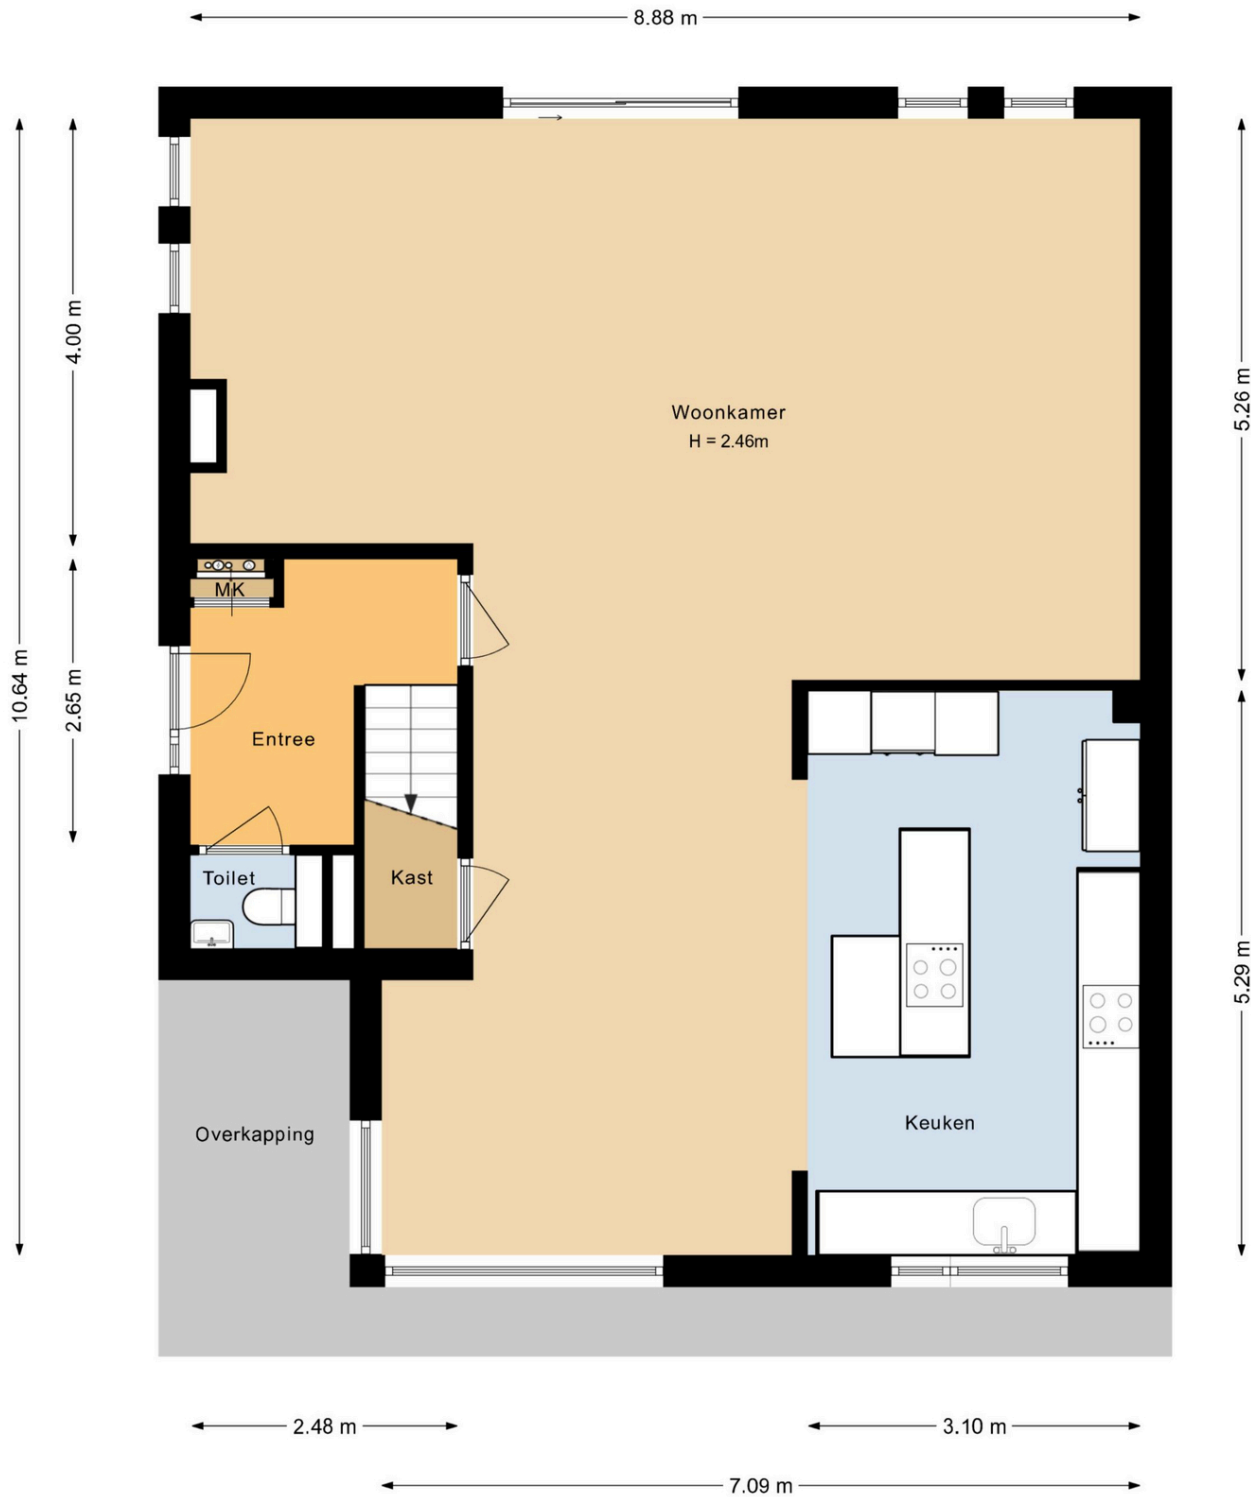 8.88 m
4.00 m
5.26 m
Woonkamer
H = 2.46m
MK
10.64 m
2.65 m
Entree
Toilet
Kast
5.29 m
Keuken
Overkapping
2.48 m
3.10 m
7.09 m